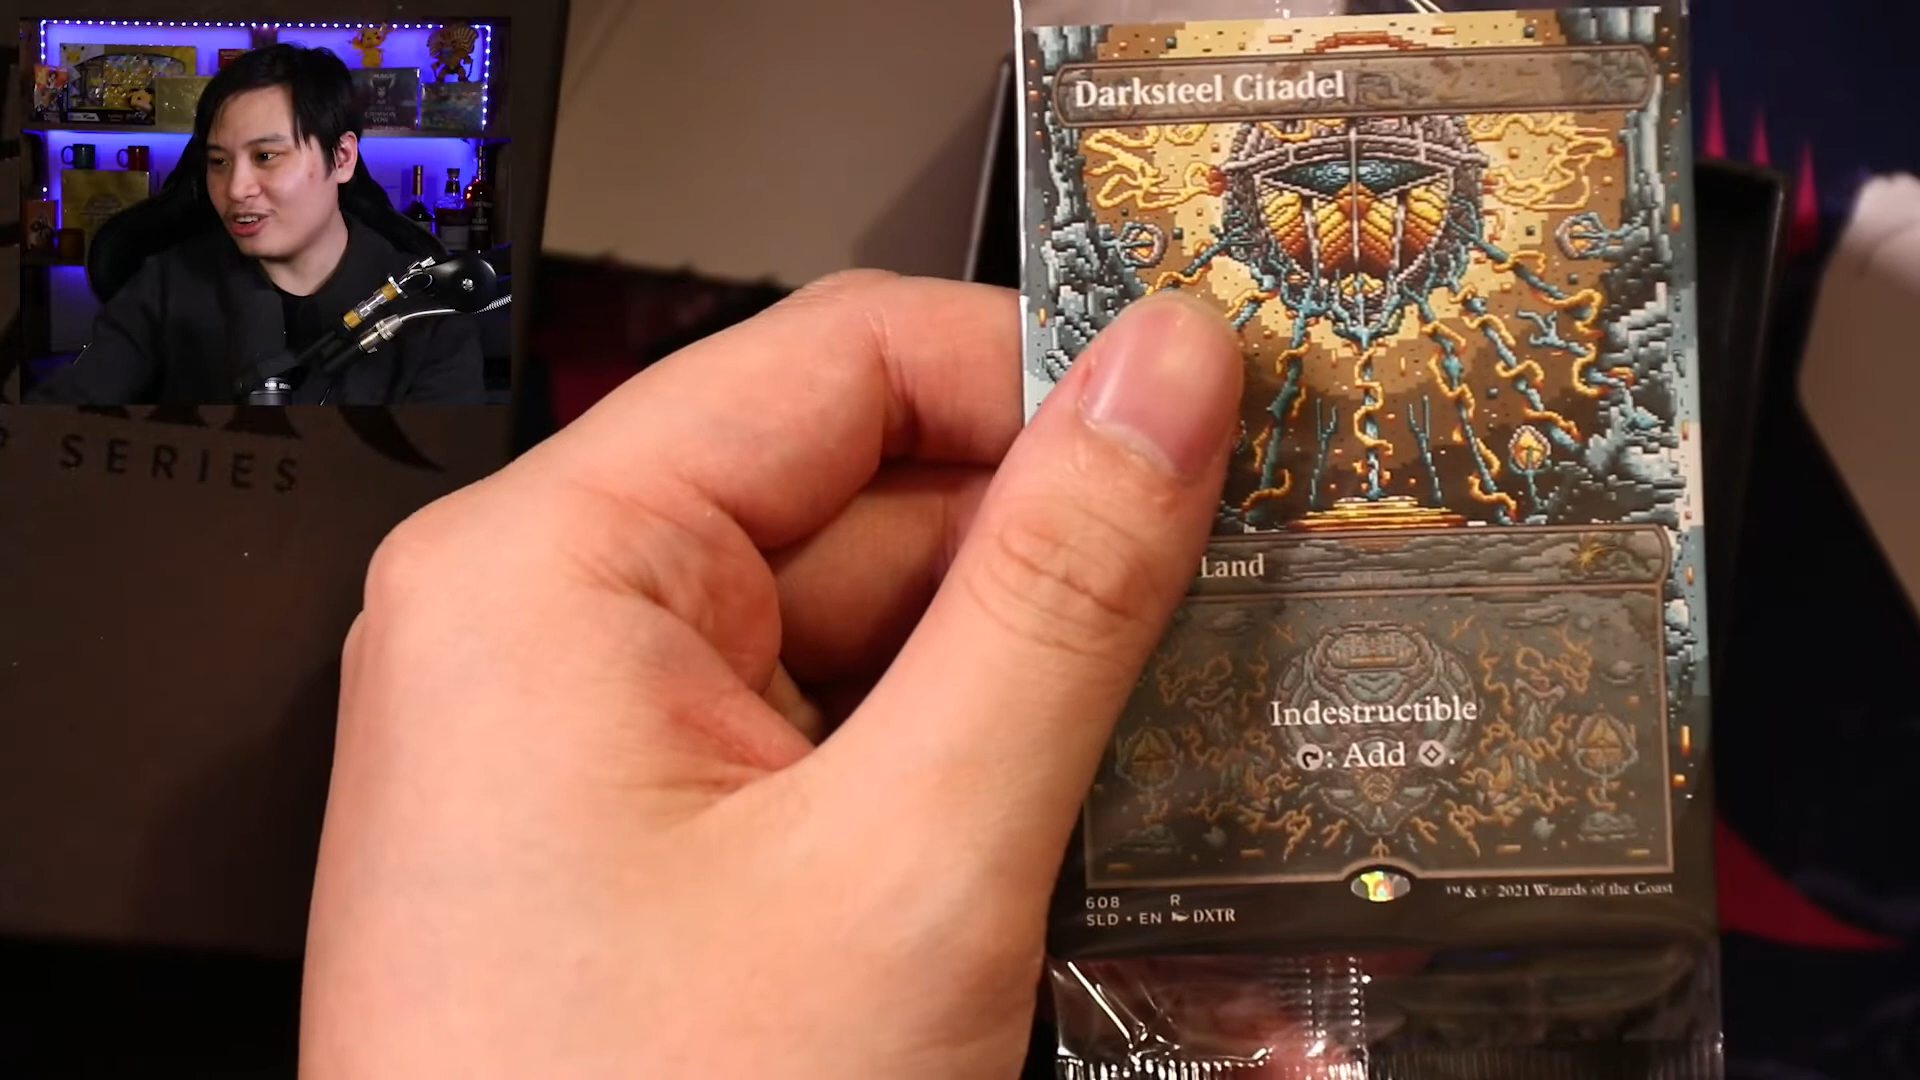 SERIES
Darksteel Citadel
Land
Indestructible
: Add .
608 R
SLD • EN DXTR
™ & © 2021 Wizards of the Coast